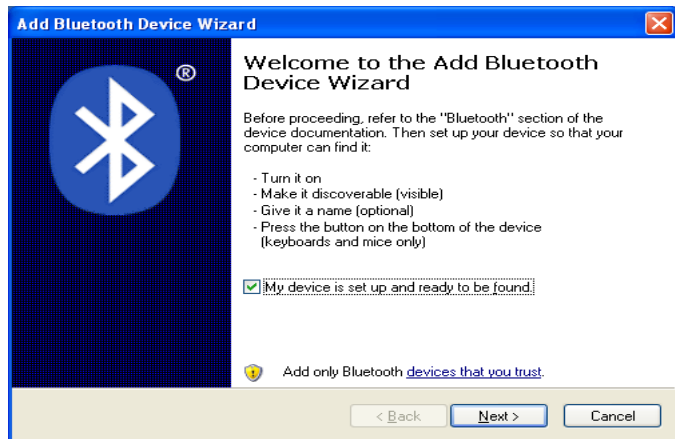 Add Bluetooth Device Wizard
®
Welcome to the Add Bluetooth
Device Wizard
Before proceeding, refer to the "Bluetooth" section of the
device documentation. Then set up your device so that your
computer can find it:
- Turn it on
- Make it discoverable (visible)
- Give it a name (optional)
- Press the button on the bottom of the device
(keyboards and mice only)
My device is set up and ready to be found.
Add only Bluetooth devices that you trust.
< Back Next > Cancel